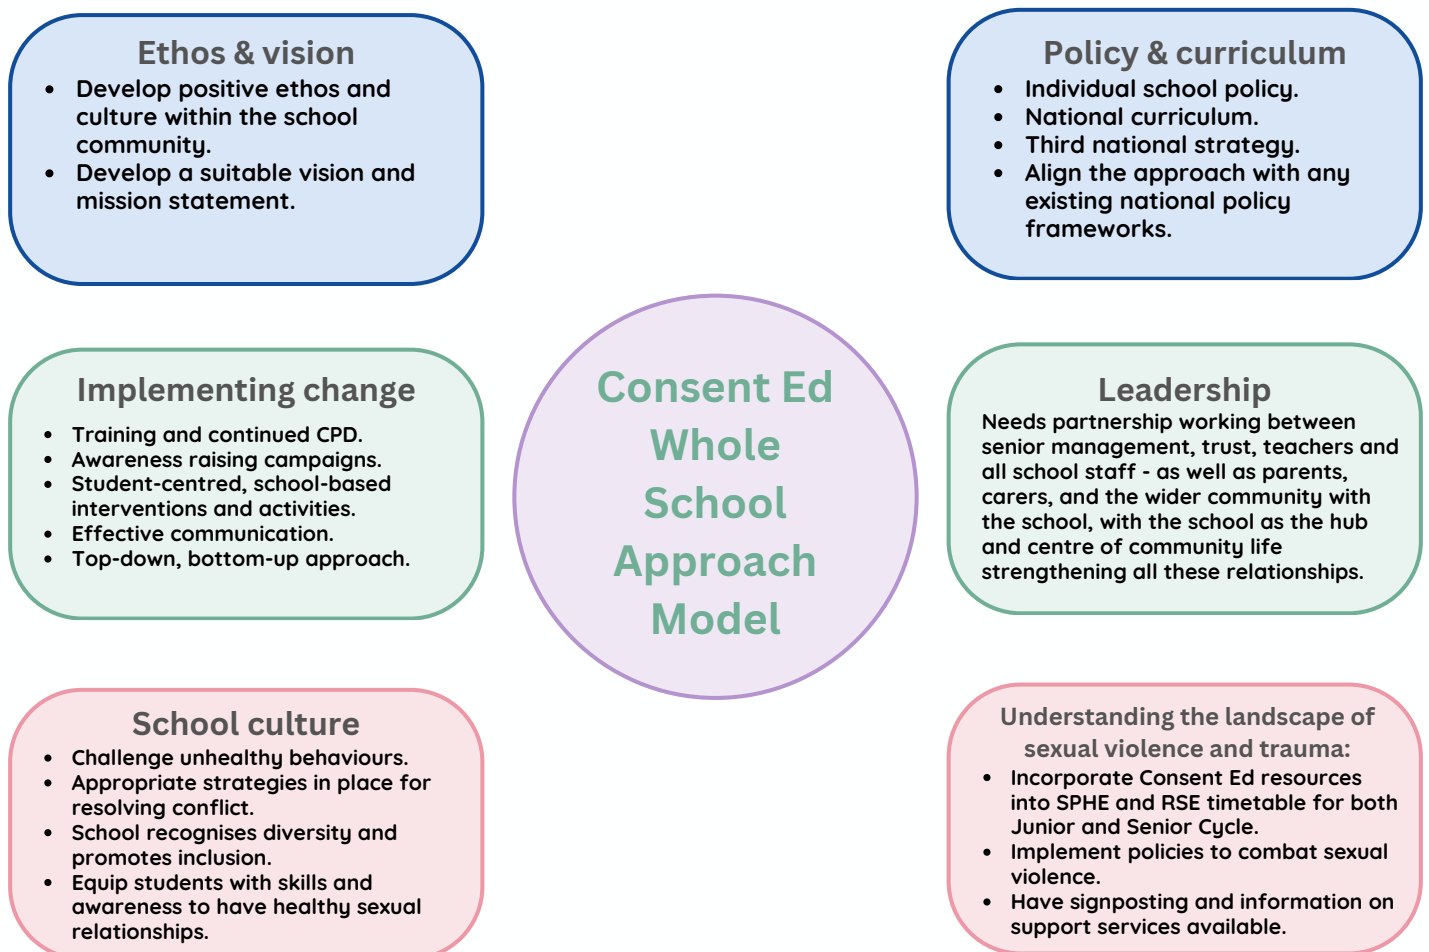 Ethos & vision
• Develop positive ethos and
culture within the school
community.
• Develop a suitable vision and
mission statement.
Policy & curriculum
• Individual school policy.
• National curriculum.
• Third national strategy.
• Align the approach with any
existing national policy
frameworks.
Implementing change
• Training and continued CPD.
• Awareness raising campaigns.
• Student-centred, school-based
interventions and activities.
• Effective communication.
• Top-down, bottom-up approach.
Consent Ed
Whole
School
Approach
Model
Leadership
Needs partnership working between
senior management, trust, teachers and
all school staff - as well as parents,
carers, and the wider community with
the school, with the school as the hub
and centre of community life
strengthening all these relationships.
School culture
• Challenge unhealthy behaviours.
• Appropriate strategies in place for
resolving conflict.
• School recognises diversity and
promotes inclusion.
• Equip students with skills and
awareness to have healthy sexual
relationships.
Understanding the landscape of
sexual violence and trauma:
• Incorporate Consent Ed resources
into SPHE and RSE timetable for both
Junior and Senior Cycle.
• Implement policies to combat sexual
violence.
• Have signposting and information on
support services available.